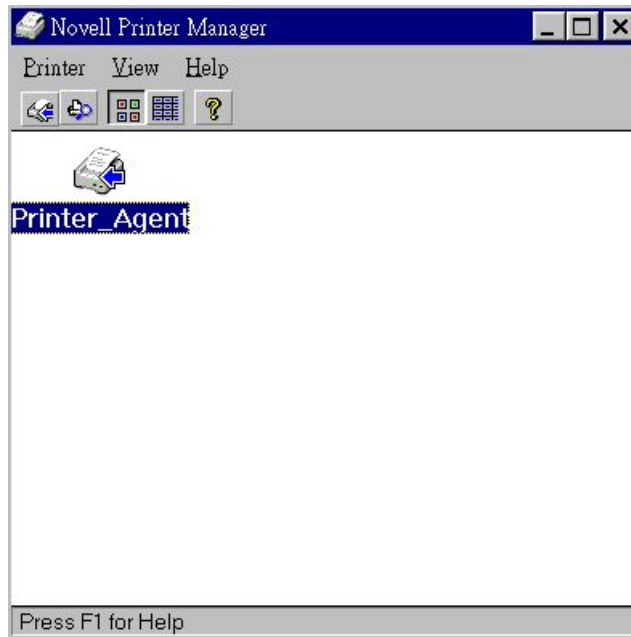 Novell Printer Manager
Printer View Help
Printer_Agent
Press F1 for Help